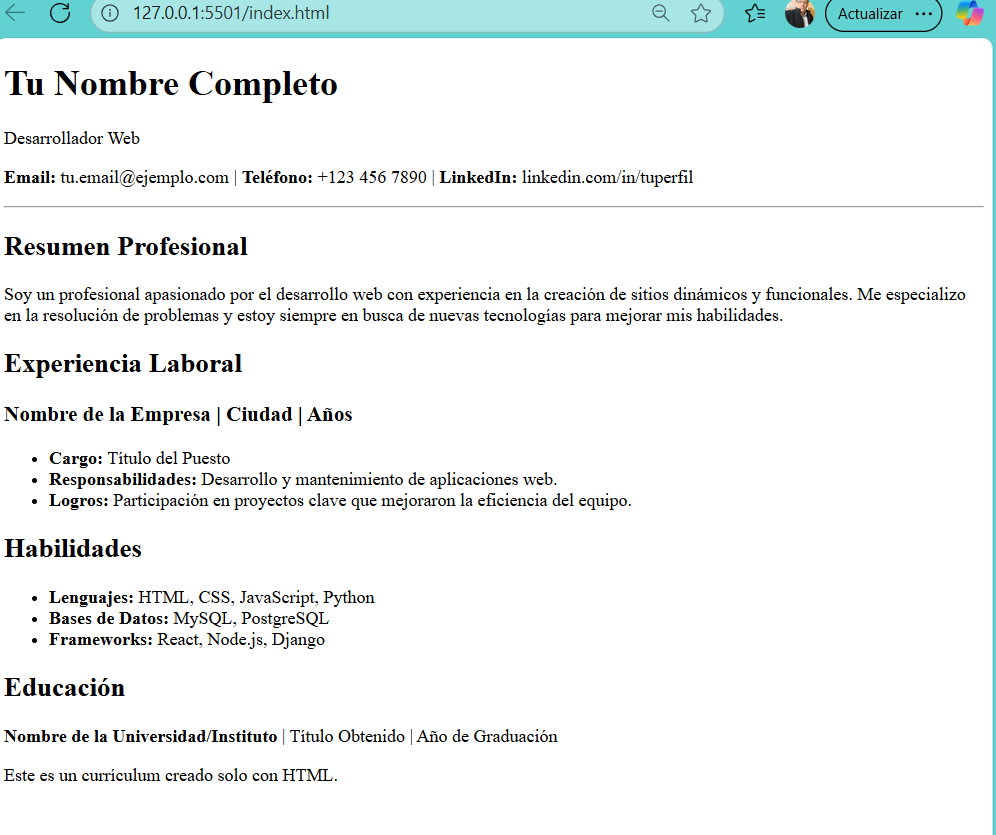 127.0.0.1:5501/index.html
Actualizar
Tu Nombre Completo
Desarrollador Web
Email: tu.email@ejemplo.com | Teléfono: +123 456 7890 | LinkedIn: linkedin.com/in/tuperfil
Resumen Profesional
Soy un profesional apasionado por el desarrollo web con experiencia en la creación de sitios dinámicos y funcionales. Me especializo
en la resolución de problemas y estoy siempre en busca de nuevas tecnologías para mejorar mis habilidades.
Experiencia Laboral
Nombre de la Empresa | Ciudad | Años
• Cargo: Título del Puesto
• Responsabilidades: Desarrollo y mantenimiento de aplicaciones web.
• Logros: Participación en proyectos clave que mejoraron la eficiencia del equipo.
Habilidades
• Lenguajes: HTML, CSS, JavaScript, Python
• Bases de Datos: MySQL, PostgreSQL
• Frameworks: React, Node.js, Django
Educación
Nombre de la Universidad/Instituto | Título Obtenido | Año de Graduación
Este es un currículum creado solo con HTML.